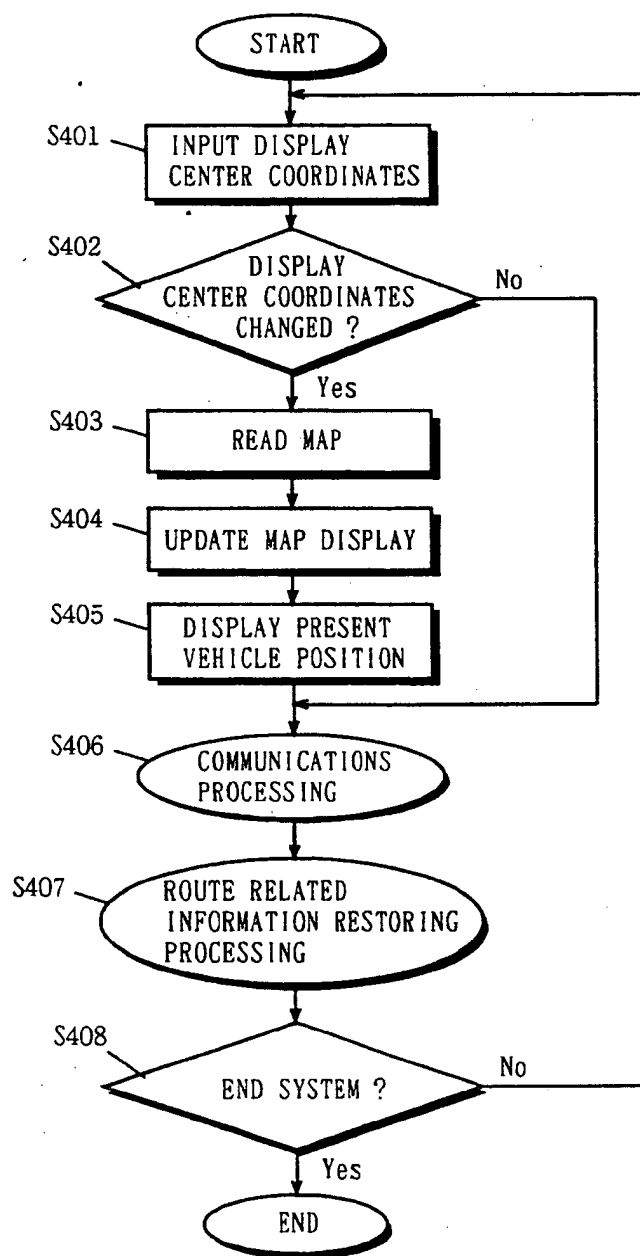 START
S401
INPUT DISPLAY
CENTER COORDINATES
S402
DISPLAY
CENTER COORDINATES
CHANGED ?
No
Yes
S403
READ MAP
S404
UPDATE MAP DISPLAY
S405
DISPLAY PRESENT
VEHICLE POSITION
S406
COMMUNICATIONS
PROCESSING
S407
ROUTE RELATED
INFORMATION RESTORING
PROCESSING
S408
END SYSTEM ?
No
Yes
END